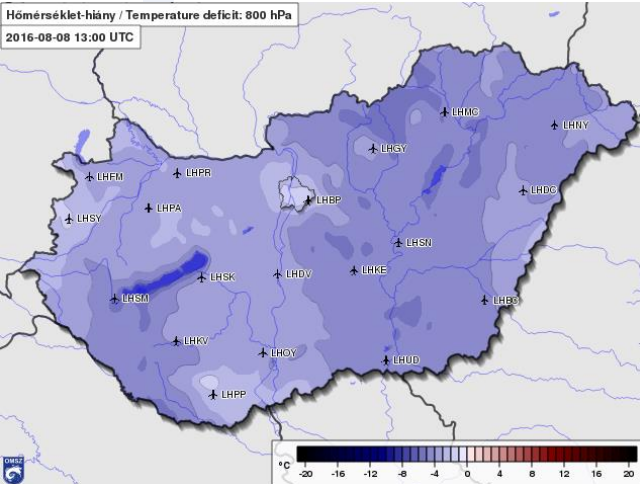 Hőmérséklet-hiány / Temperature deficit: 800 hPa
2016-08-08 13:00 UTC
LHMC
LHNY
LHGY
LHFM
LHPR
LHDC
LHPA
LHBP
LHSY
LHSN
LHSK
LHDV
LHKE
LHSM
LHBC
LHKV
LHOY
LHUD
LHPP
OMSZ
°C
-20 -16 -12 -8 -4 0 4 8 12 16 20